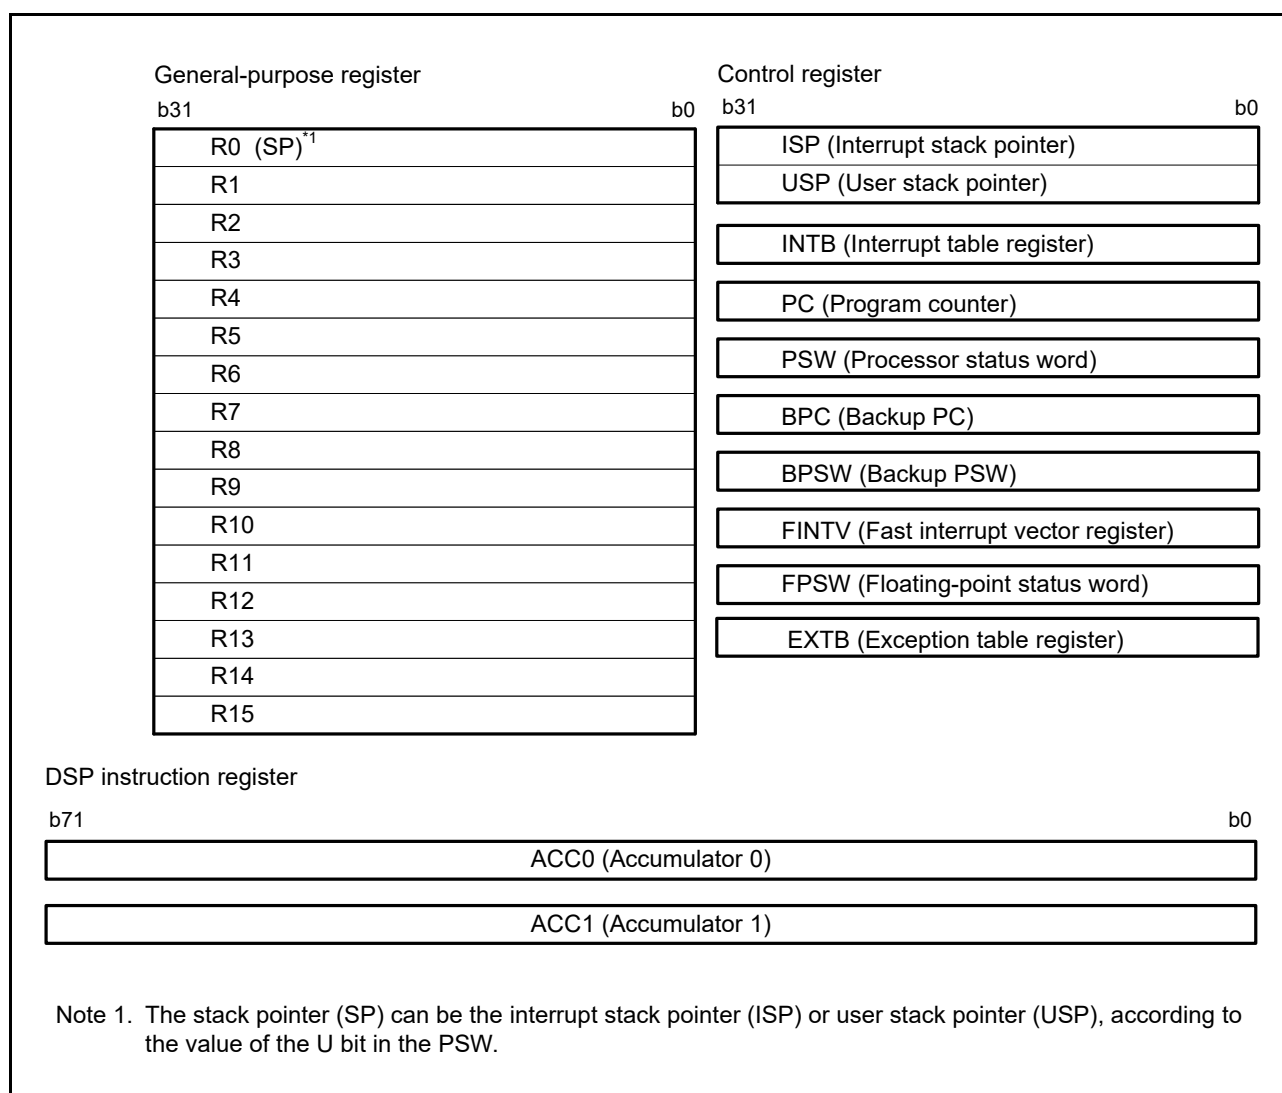 General-purpose register
b31 b0
R0 (SP)*1
R1
R2
R3
R4
R5
R6
R7
R8
R9
R10
R11
R12
R13
R14
R15
Control register
b31 b0
ISP (Interrupt stack pointer)
USP (User stack pointer)
INTB (Interrupt table register)
PC (Program counter)
PSW (Processor status word)
BPC (Backup PC)
BPSW (Backup PSW)
FINTV (Fast interrupt vector register)
FPSW (Floating-point status word)
EXTB (Exception table register)
DSP instruction register
b71 b0
ACC0 (Accumulator 0)
ACC1 (Accumulator 1)
Note 1. The stack pointer (SP) can be the interrupt stack pointer (ISP) or user stack pointer (USP), according to
the value of the U bit in the PSW.